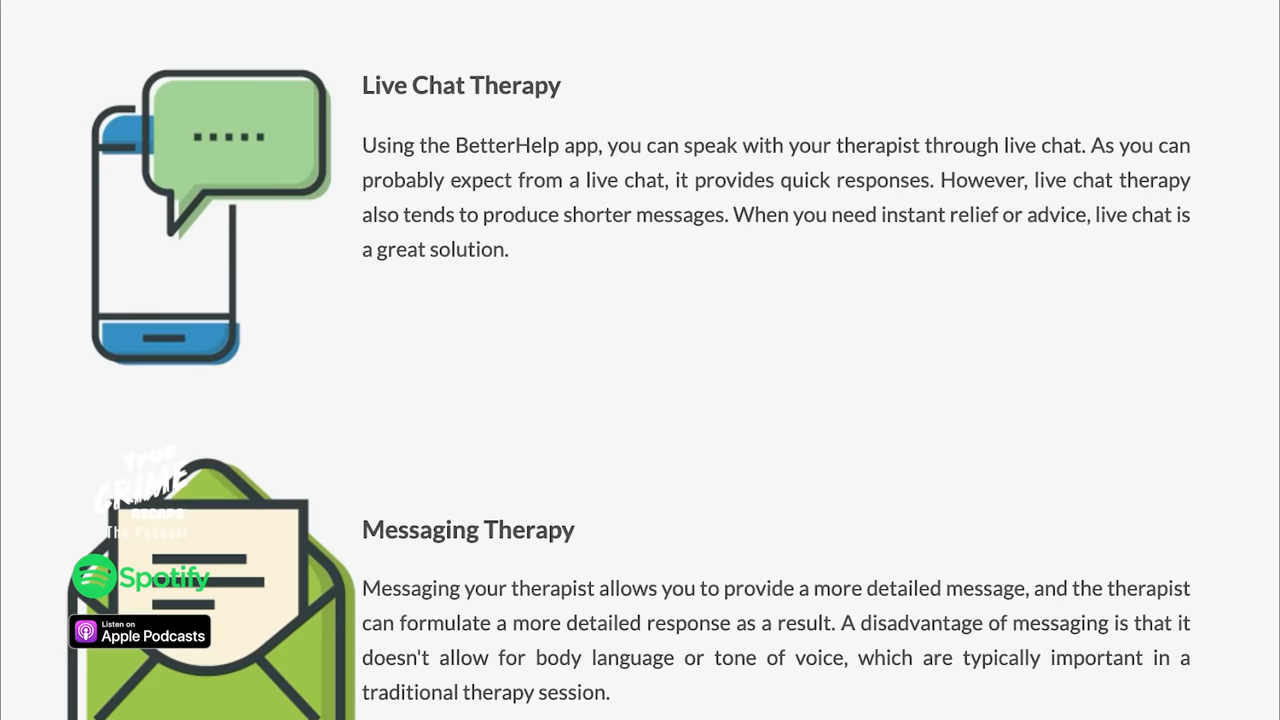 Live Chat Therapy
Using the BetterHelp app, you can speak with your therapist through live chat. As you can
probably expect from a live chat, it provides quick responses. However, live chat therapy
also tends to produce shorter messages. When you need instant relief or advice, live chat is
a great solution.
True
CRIME
RECAPS
The Podcast
Spotify
Listen on
Apple Podcasts
Messaging Therapy
Messaging your therapist allows you to provide a more detailed message, and the therapist
can formulate a more detailed response as a result. A disadvantage of messaging is that it
doesn't allow for body language or tone of voice, which are typically important in a
traditional therapy session.